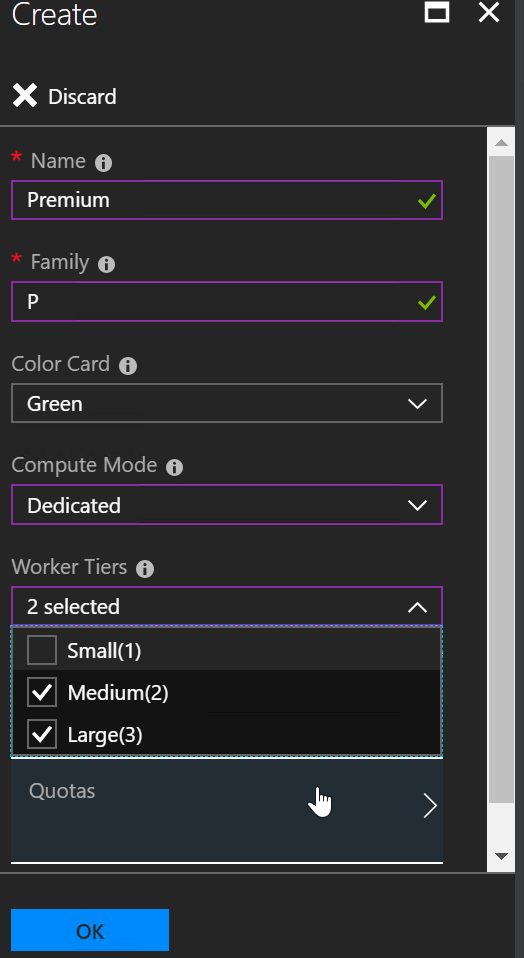 Create
Discard
* Name
Premium
* Family
P
Color Card
Green
Compute Mode
Dedicated
Worker Tiers
2 selected
Small(1)
Medium(2)
Large(3)
Quotas
OK